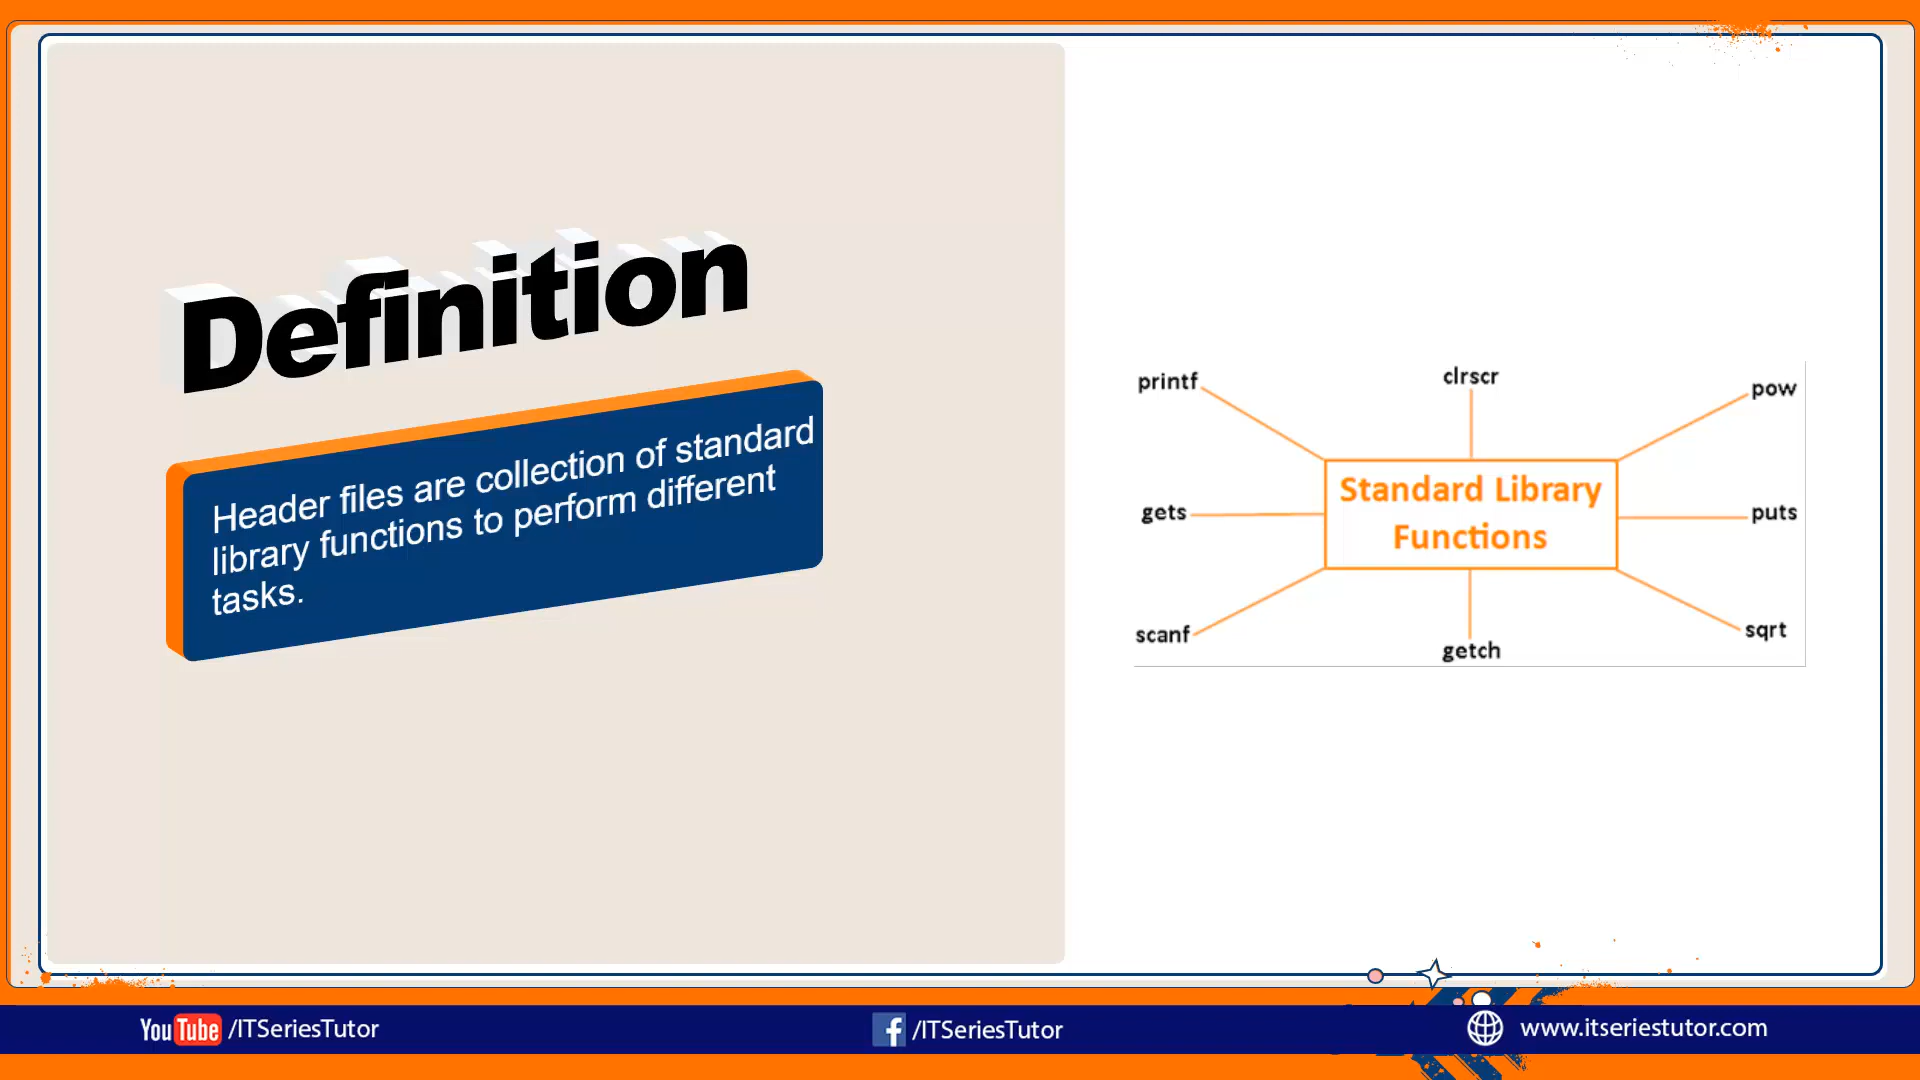 Definition
Header files are collection of standard
library functions to perform different
tasks.
printf
clrscr
pow
gets
Standard Library
Functions
puts
scanf
getch
sqrt
YouTube /ITSeriesTutor
f /ITSeriesTutor
www.itseriestutor.com